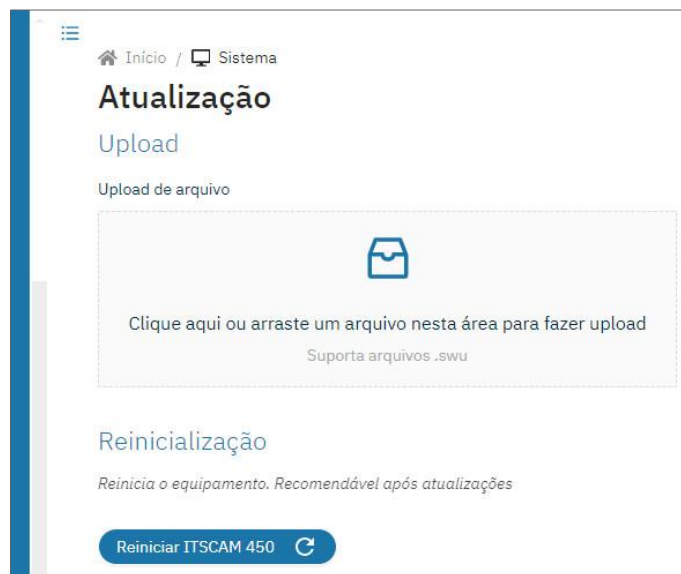 Início / Sistema
Atualização
Upload
Upload de arquivo
Clique aqui ou arraste um arquivo nesta área para fazer upload
Suporta arquivos .swu
Reinicialização
Reinicia o equipamento. Recomendável após atualizações
Reiniciar ITSCAM 450